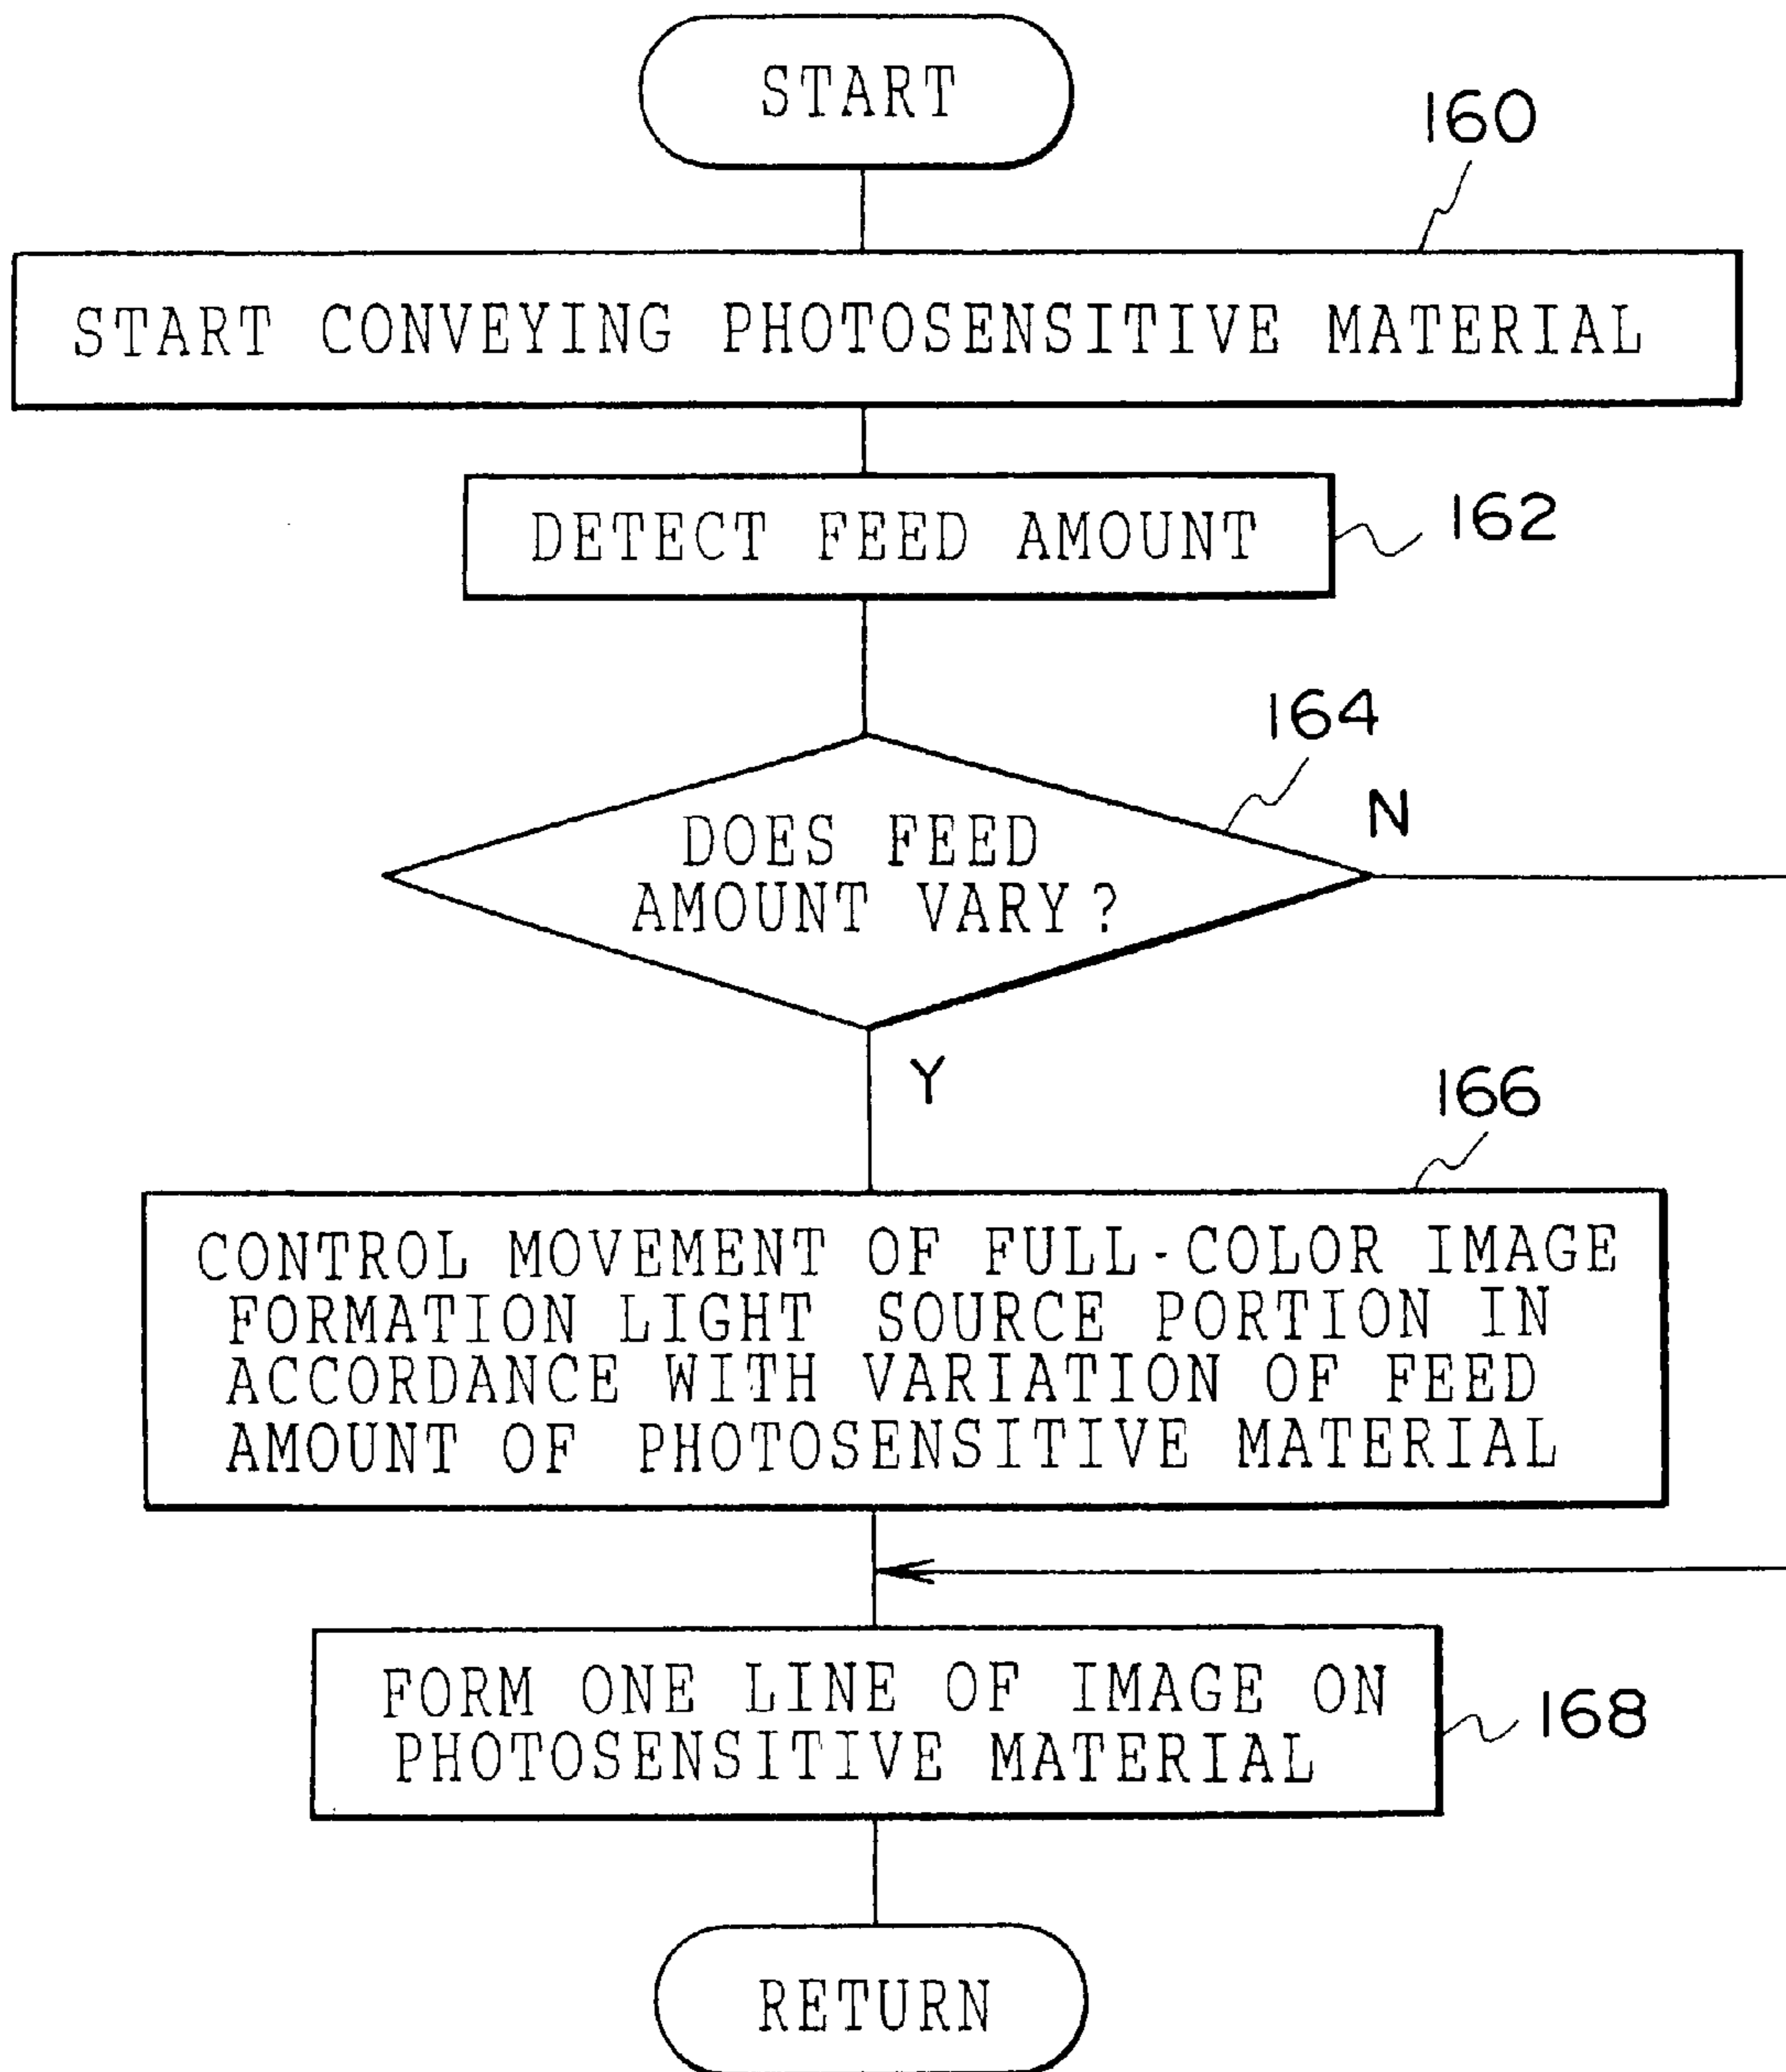 START
160
START CONVEYING PHOTOSENSITIVE MATERIAL
DETECT FEED AMOUNT
162
164
N
DOES FEED
AMOUNT VARY?
Y
166
CONTROL MOVEMENT OF FULL-COLOR IMAGE
FORMATION LIGHT SOURCE PORTION IN
ACCORDANCE WITH VARIATION OF FEED
AMOUNT OF PHOTOSENSITIVE MATERIAL
FORM ONE LINE OF IMAGE ON
PHOTOSENSITIVE MATERIAL
168
RETURN